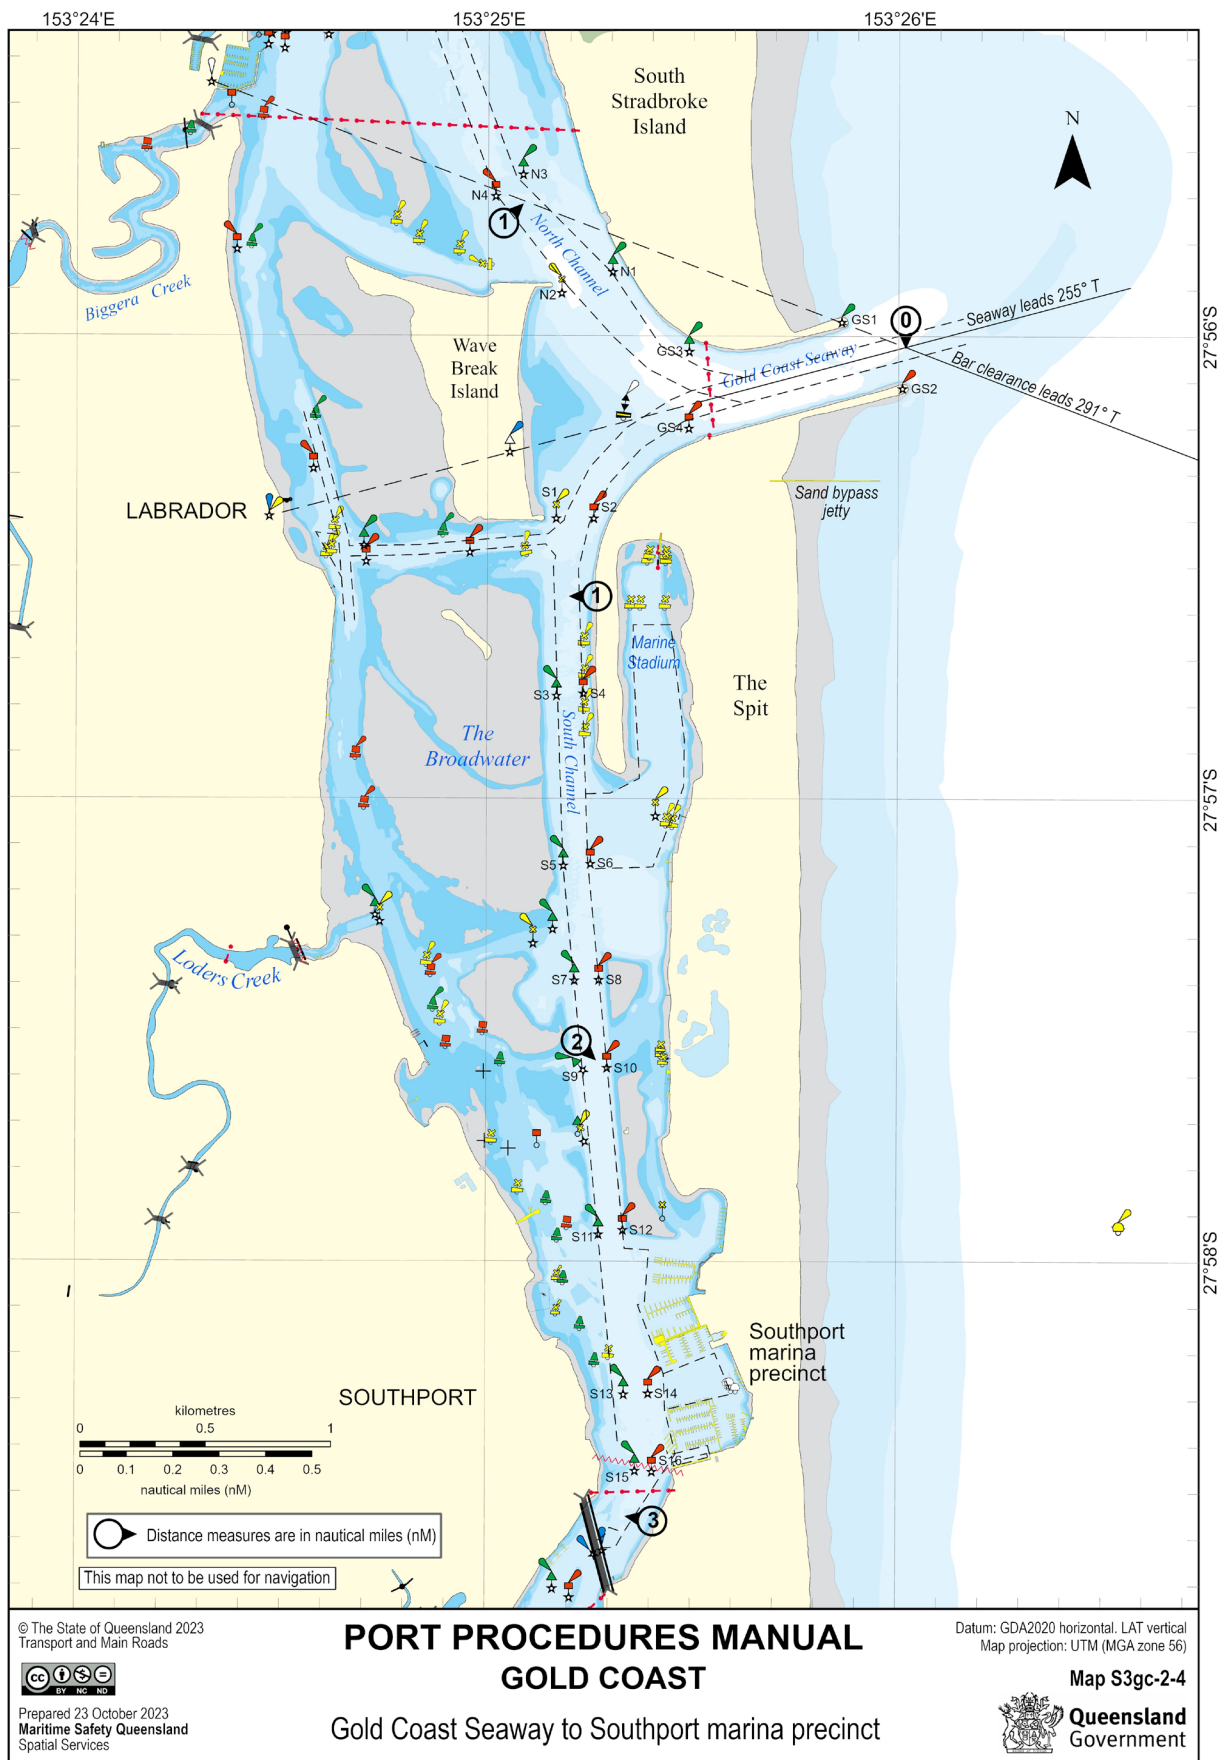 153°24'E
153°25'E
153°26'E
South
Stradbroke
Island
N
N3
N4
1
North Channel
N1
N2
Biggera Creek
GS1
0
Seaway leads 255° T
27°56'S
GS3
Gold Coast Seaway
Bar clearance leads 291° T
Wave
Break
Island
GS2
GS4
S1
S2
Sand bypass
jetty
LABRADOR
1
Marine
Stadium
S3
S4
The
Spit
South Channel
The
Broadwater
27°57'S
S5
S6
Loders Creek
S7
S8
2
S9
S10
S11
S12
27°58'S
Southport
marina
precinct
S13
S14
SOUTHPORT
kilometres
0 0.5 1
0 0.1 0.2 0.3 0.4 0.5
nautical miles (nM)
S15
S16
3
Distance measures are in nautical miles (nM)
This map not to be used for navigation
© The State of Queensland 2023
Transport and Main Roads
cc
BY NC ND
Prepared 23 October 2023
Maritime Safety Queensland
Spatial Services
PORT PROCEDURES MANUAL
GOLD COAST
Gold Coast Seaway to Southport marina precinct
Datum: GDA2020 horizontal. LAT vertical
Map projection: UTM (MGA zone 56)
Map S3gc-2-4
Queensland
Government